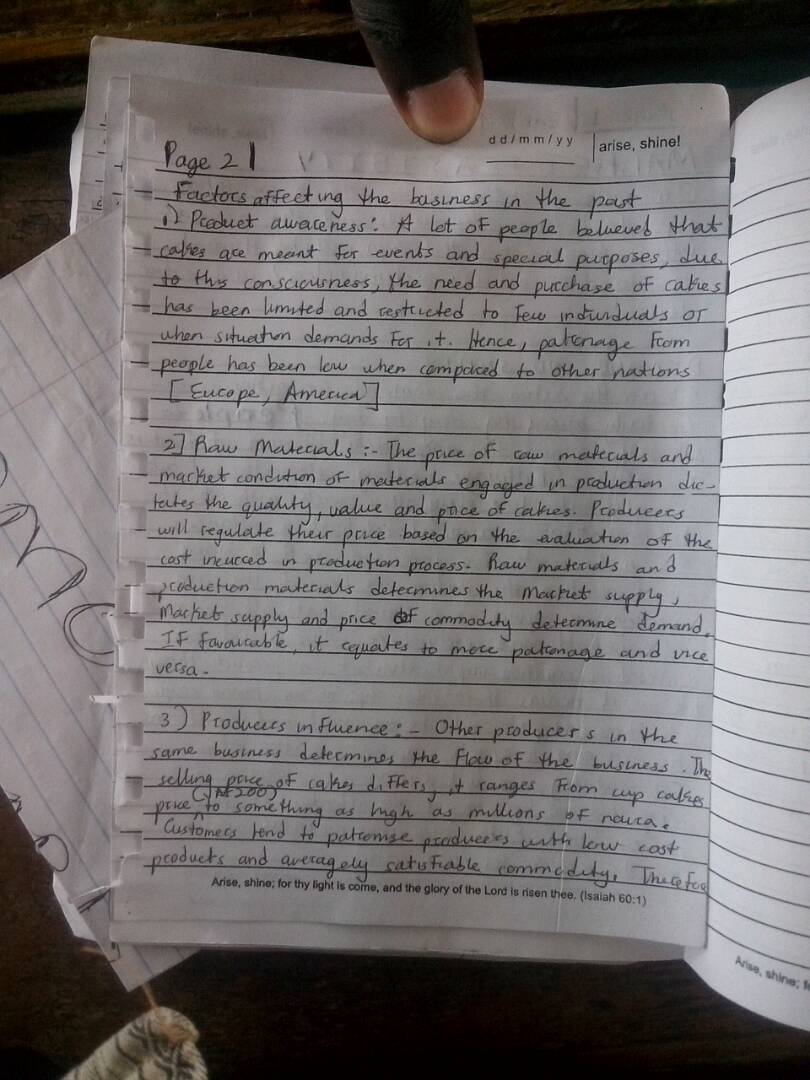 dd/mm/yy
arise, shine!
Page 2
Factors affecting the business in the past
1.) Product awareness: A lot of people believed that
cakes are meant for events and special purposes, due
to this consciousness, the need and purchase of cakes
has been limited and restricted to few individuals or
when situation demands for it. Hence, patronage from
people has been low when compared to other nations
[Europe, America]
2] Raw Materials :- The price of raw materials and
market condition of materials engaged in production dic-
tates the quality, value and price of cakes. Producers
will regulate their price based on the evaluation of the
cost incurred in production process. Raw materials and
production materials determines the market supply,
Market supply and price of commodity determine demand.
If favourable, it equates to more patronage and vice
versa.
3) Producers influence :- Other producers in the
same business determines the flow of the business. The
selling price of cakes differs, it ranges from cup cakes
price (₦200) to something as high as millions of naira.
Customers tend to patronise producers with low cost
products and averagely satisfiable commodity. Therefor
Arise, shine; for thy light is come, and the glory of the Lord is risen thee. (Isaiah 60:1)
Arise, shine; f